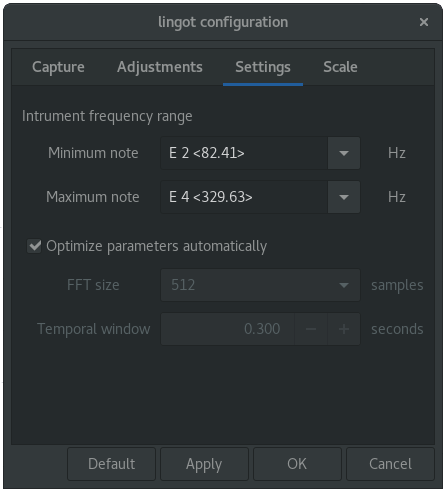 lingot configuration
Capture Adjustments Settings Scale
Intrument frequency range
Minimum note E 2 <82.41> Hz
Maximum note E 4 <329.63> Hz
Optimize parameters automatically
FFT size 512 samples
Temporal window 0.300 seconds
Default Apply OK Cancel